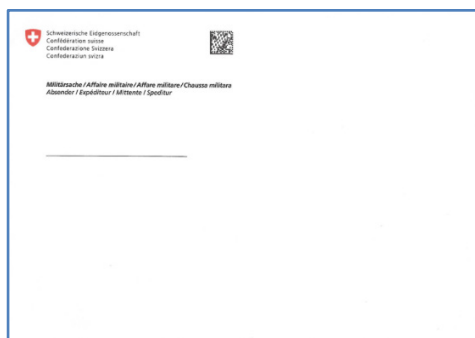 Schweizerische Eidgenossenschaft
Confédération suisse
Confederazione Svizzera
Confederaziun svizra
Militärsache / Affaire militaire / Affare militare / Chaussa militara
Absender / Expéditeur / Mittente / Speditur